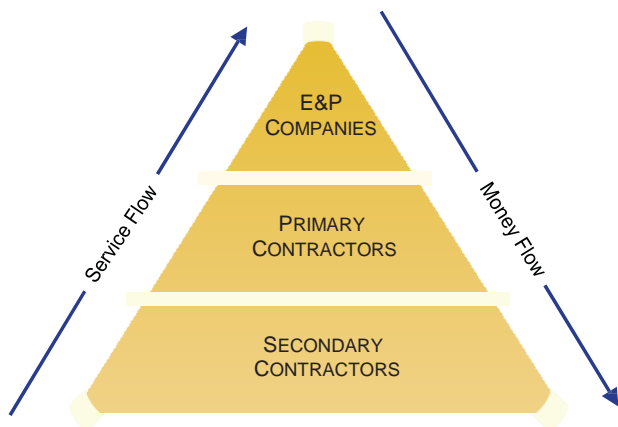 E&P
COMPANIES
Service Flow
Money Flow
PRIMARY
CONTRACTORS
SECONDARY
CONTRACTORS